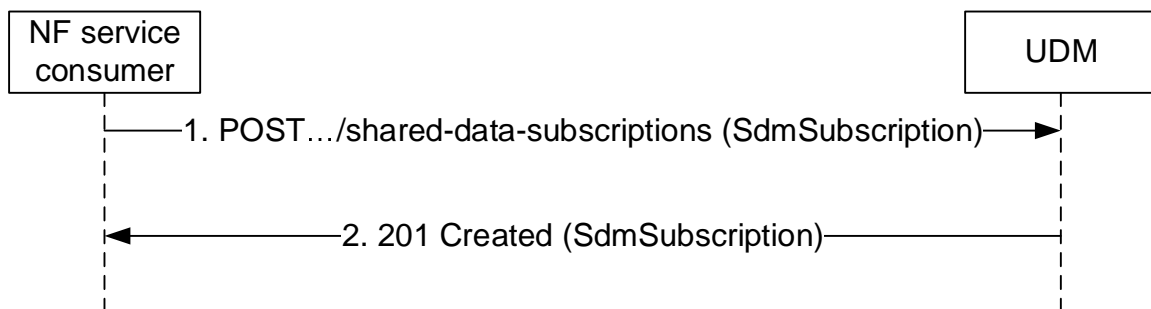 NF service
consumer
UDM
1. POST…/shared-data-subscriptions (SdmSubscription)
2. 201 Created (SdmSubscription)